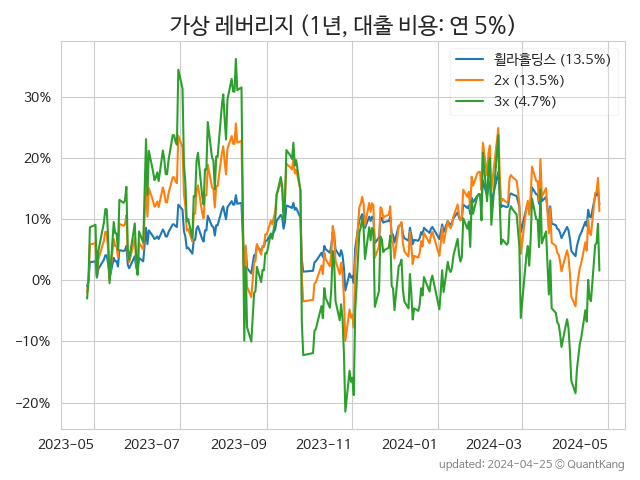 가상 레버리지 (1년, 대출 비용: 연 5%)
휠라홀딩스 (13.5%)
2x (13.5%)
3x (4.7%)
30%
20%
10%
0%
−10%
−20%
2023-05 2023-07 2023-09 2023-11 2024-01 2024-03 2024-05
updated: 2024-04-25 © QuantKang